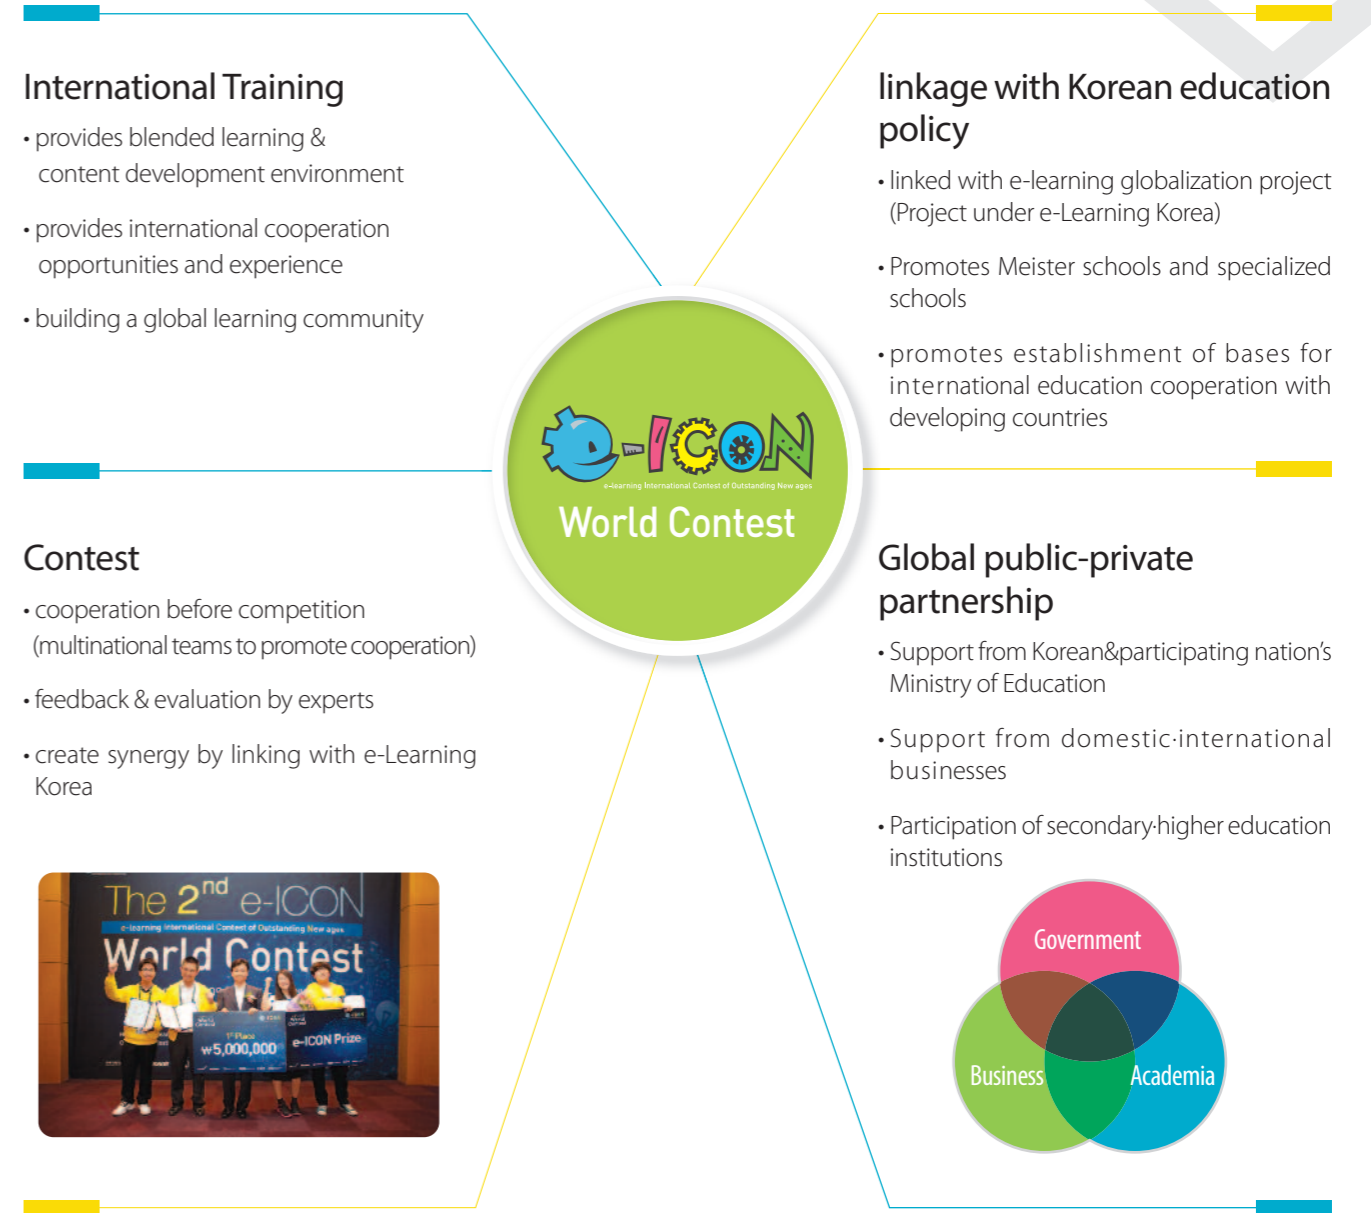 International Training
• provides blended learning &
content development environment
• provides international cooperation
opportunities and experience
• building a global learning community
linkage with Korean education
policy
• linked with e-learning globalization project
(Project under e-Learning Korea)
• Promotes Meister schools and specialized
schools
• promotes establishment of bases for
international education cooperation with
developing countries
e-ICON
e-learning International Contest of Outstanding New ages
World Contest
Contest
• cooperation before competition
(multinational teams to promote cooperation)
• feedback & evaluation by experts
• create synergy by linking with e-Learning
Korea
The 2nd e-ICON
e-learning International Contest of Outstanding New ages
World Contest
1st Place
₩5,000,000
e-ICON Prize
Global public-private
partnership
• Support from Korean&participating nation's
Ministry of Education
• Support from domestic·international
businesses
• Participation of secondary·higher education
institutions
Government
Business
Academia